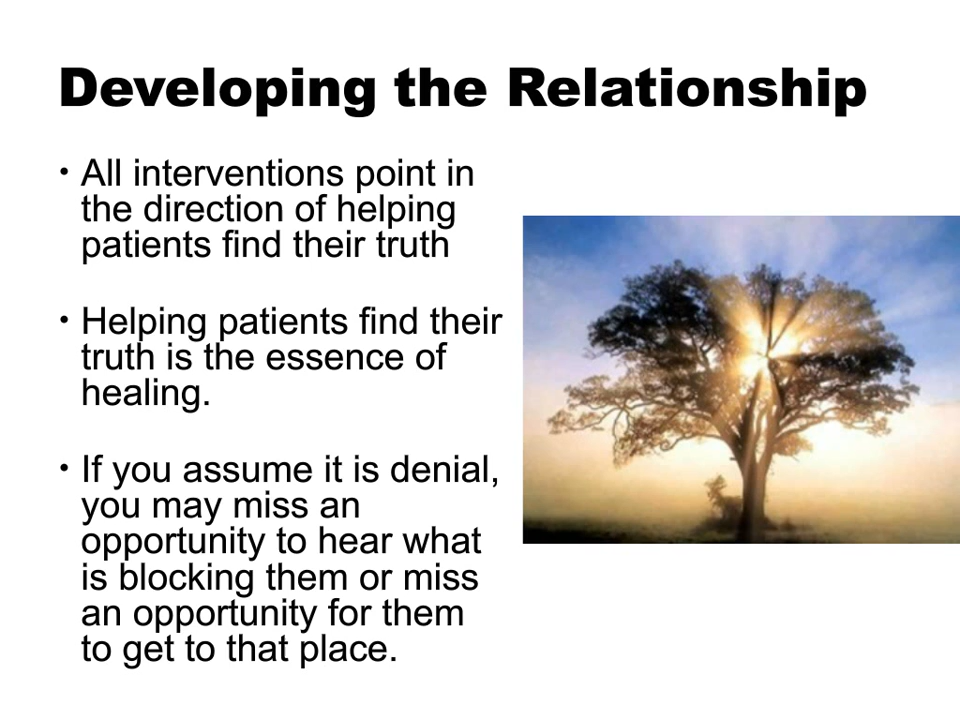 Developing the Relationship
• All interventions point in
the direction of helping
patients find their truth
• Helping patients find their
truth is the essence of
healing.
• If you assume it is denial,
you may miss an
opportunity to hear what
is blocking them or miss
an opportunity for them
to get to that place.